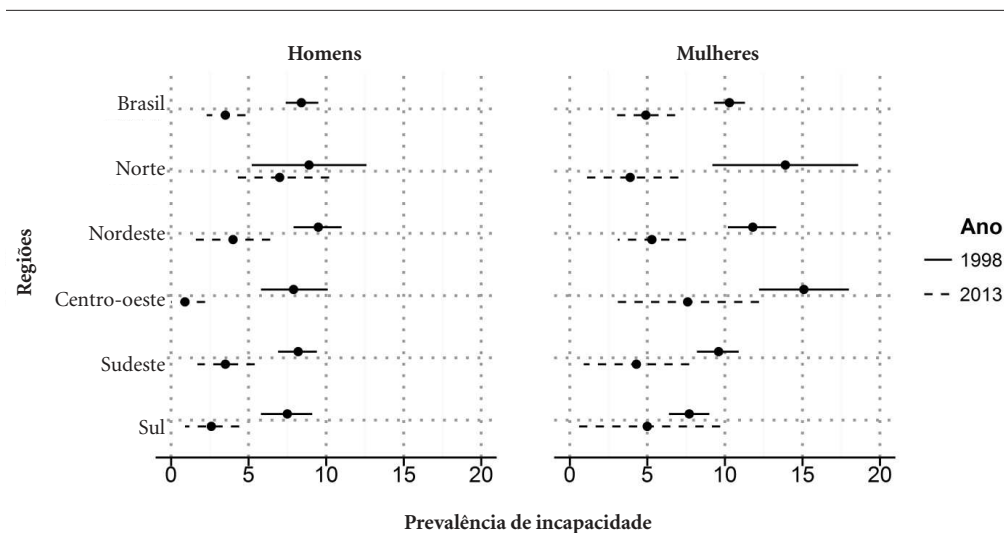 Homens
Mulheres
Brasil
Norte
Nordeste
Centro-oeste
Sudeste
Sul
Regiões
0 5 10 15 20
0 5 10 15 20
Prevalência de incapacidade
Ano
1998
2013